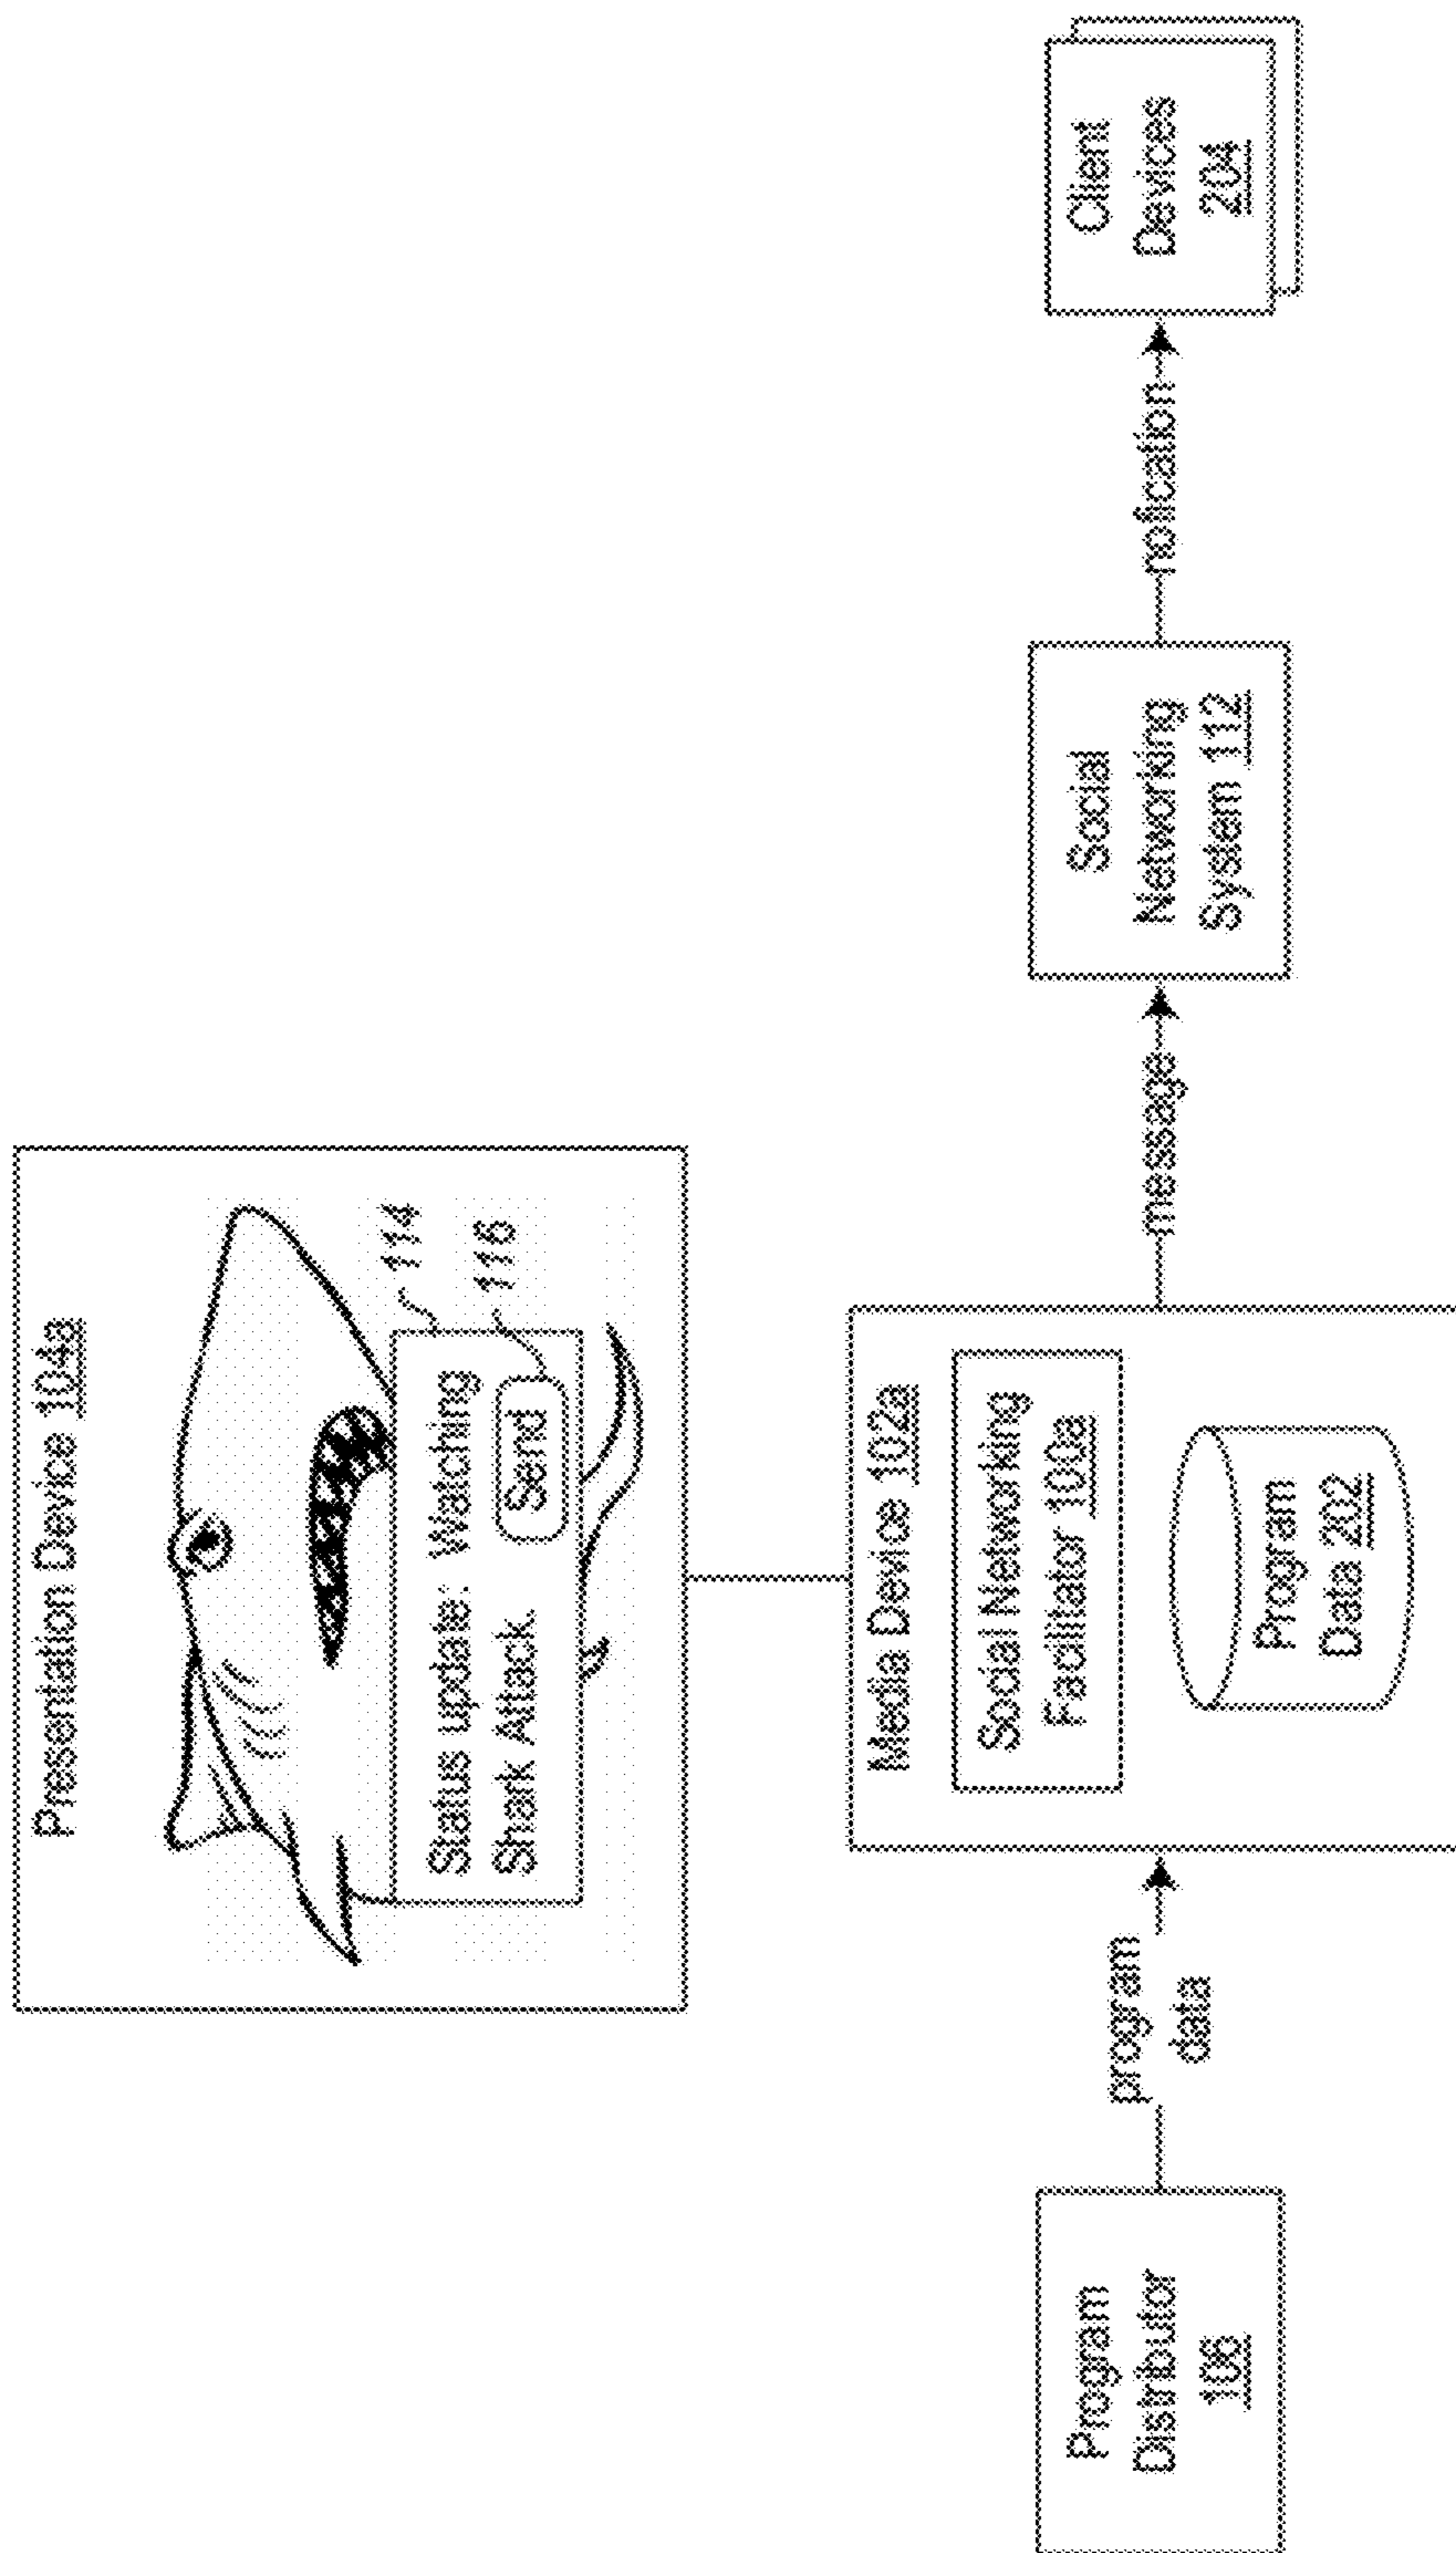 Presentation Device 104a
Status update: Watching
Shark Attack.
Send
114
116
Program
Distributor
106
program
data
Media Device 102a
Social Networking
Facilitator 100a
Program
Data 202
message
Social
Networking
System 112
notication
Client
Devices
204